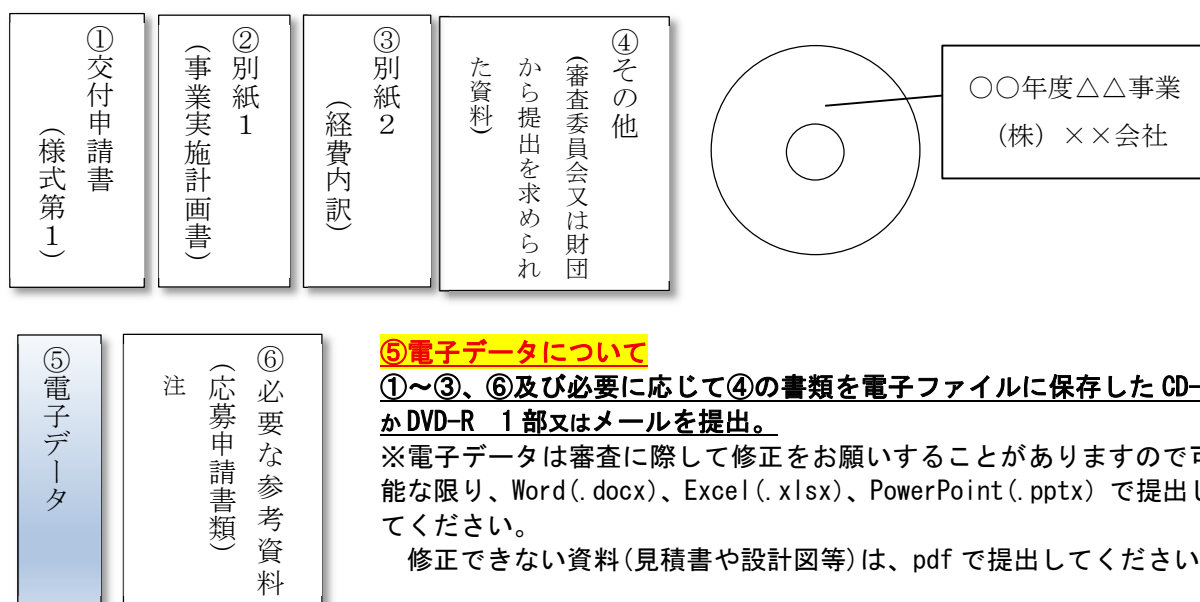 ①交付申請書
(様式第1)
②別紙1
(事業実施計画書)
③別紙2
(経費内訳)
④その他
(審査委員会又は財団
から提出を求められ
た資料)
○○年度△△事業
(株) ××会社
⑤電子データ
⑥必要な参考資料
(応募申請書類)
注
⑤電子データについて
①～③、⑥及び必要に応じて④の書類を電子ファイルに保存した CD-
か DVD-R 1 部又はメールを提出。
※電子データは審査に際して修正をお願いすることがありますので可
能な限り、Word(.docx)、Excel(.xlsx)、PowerPoint(.pptx) で提出し
てください。
修正できない資料(見積書や設計図等)は、pdf で提出してください